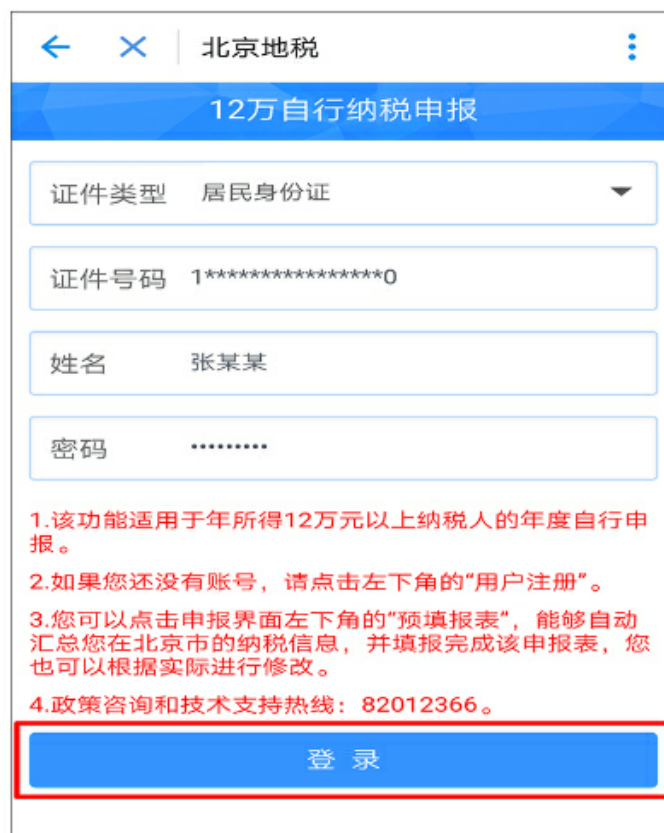 北京地税
12万自行纳税申报
证件类型 居民身份证
证件号码 1****************0
姓名 张某某
密码 •••••••••
1.该功能适用于年所得12万元以上纳税人的年度自行申
报。
2.如果您还没有账号，请点击左下角的“用户注册”。
3.您可以点击申报界面左下角的“预填报表”，能够自动
汇总您在北京市的纳税信息，并填报完成该申报表，您
也可以根据实际进行修改。
4.政策咨询和技术支持热线：82012366。
登 录